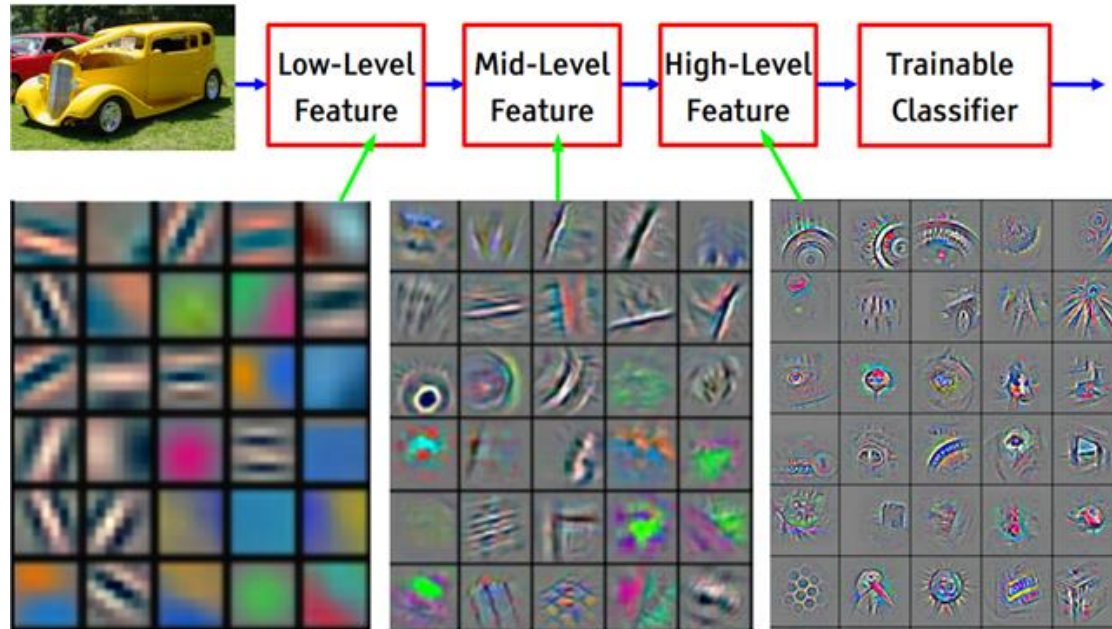 Low-Level
Feature
Mid-Level
Feature
High-Level
Feature
Trainable
Classifier